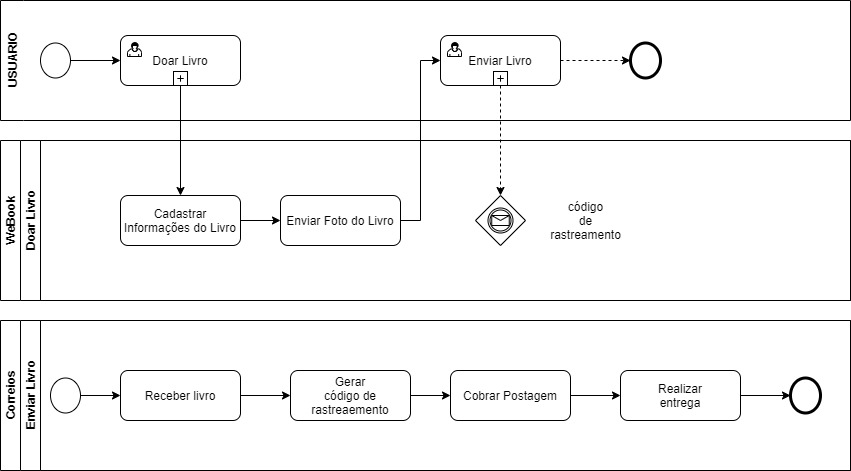 USUÁRIO
Doar Livro
Enviar Livro
WeBook
Doar Livro
Cadastrar
Informações do Livro
Enviar Foto do Livro
código
de
rastreamento
Correios
Enviar Livro
Receber livro
Gerar
código de
rastreaemento
Cobrar Postagem
Realizar
entrega